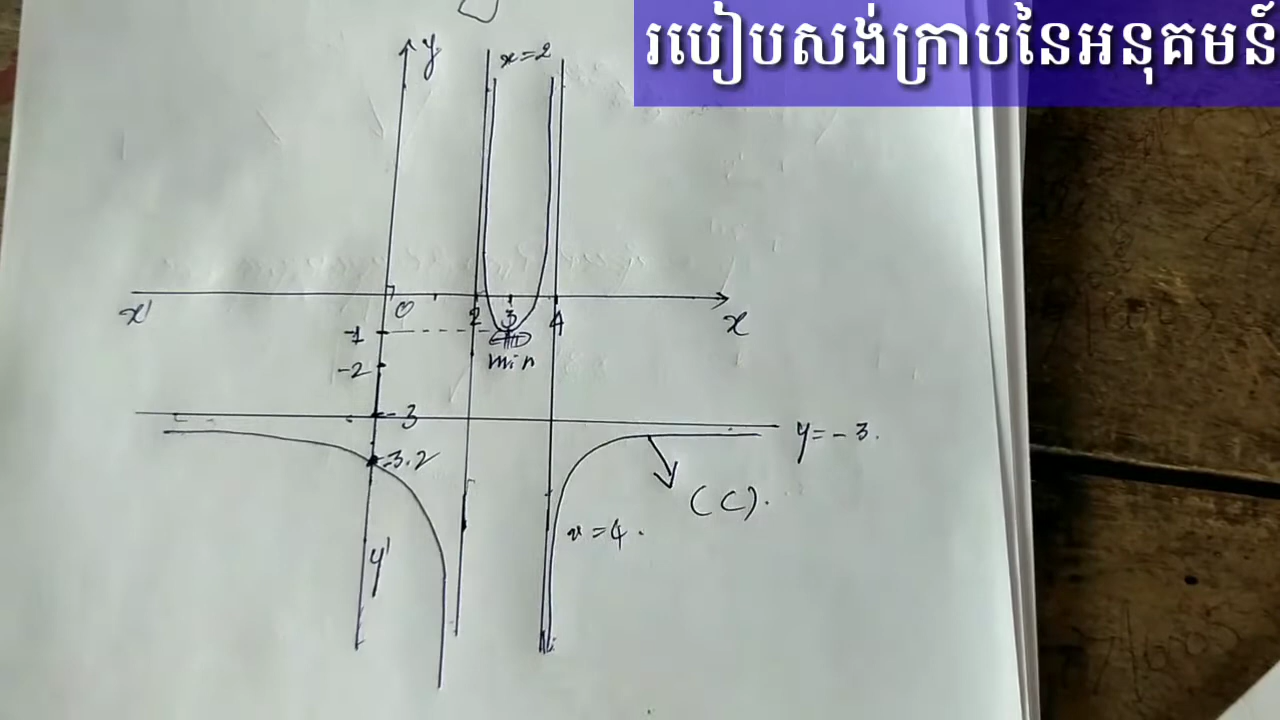 របៀបសង់ក្រាបនៃអនុគមន៍
y
x=2
x'
0
2
3
4
x
-1
min
-2
-3
y=-3.
-3.2
(C).
x=4.
y'